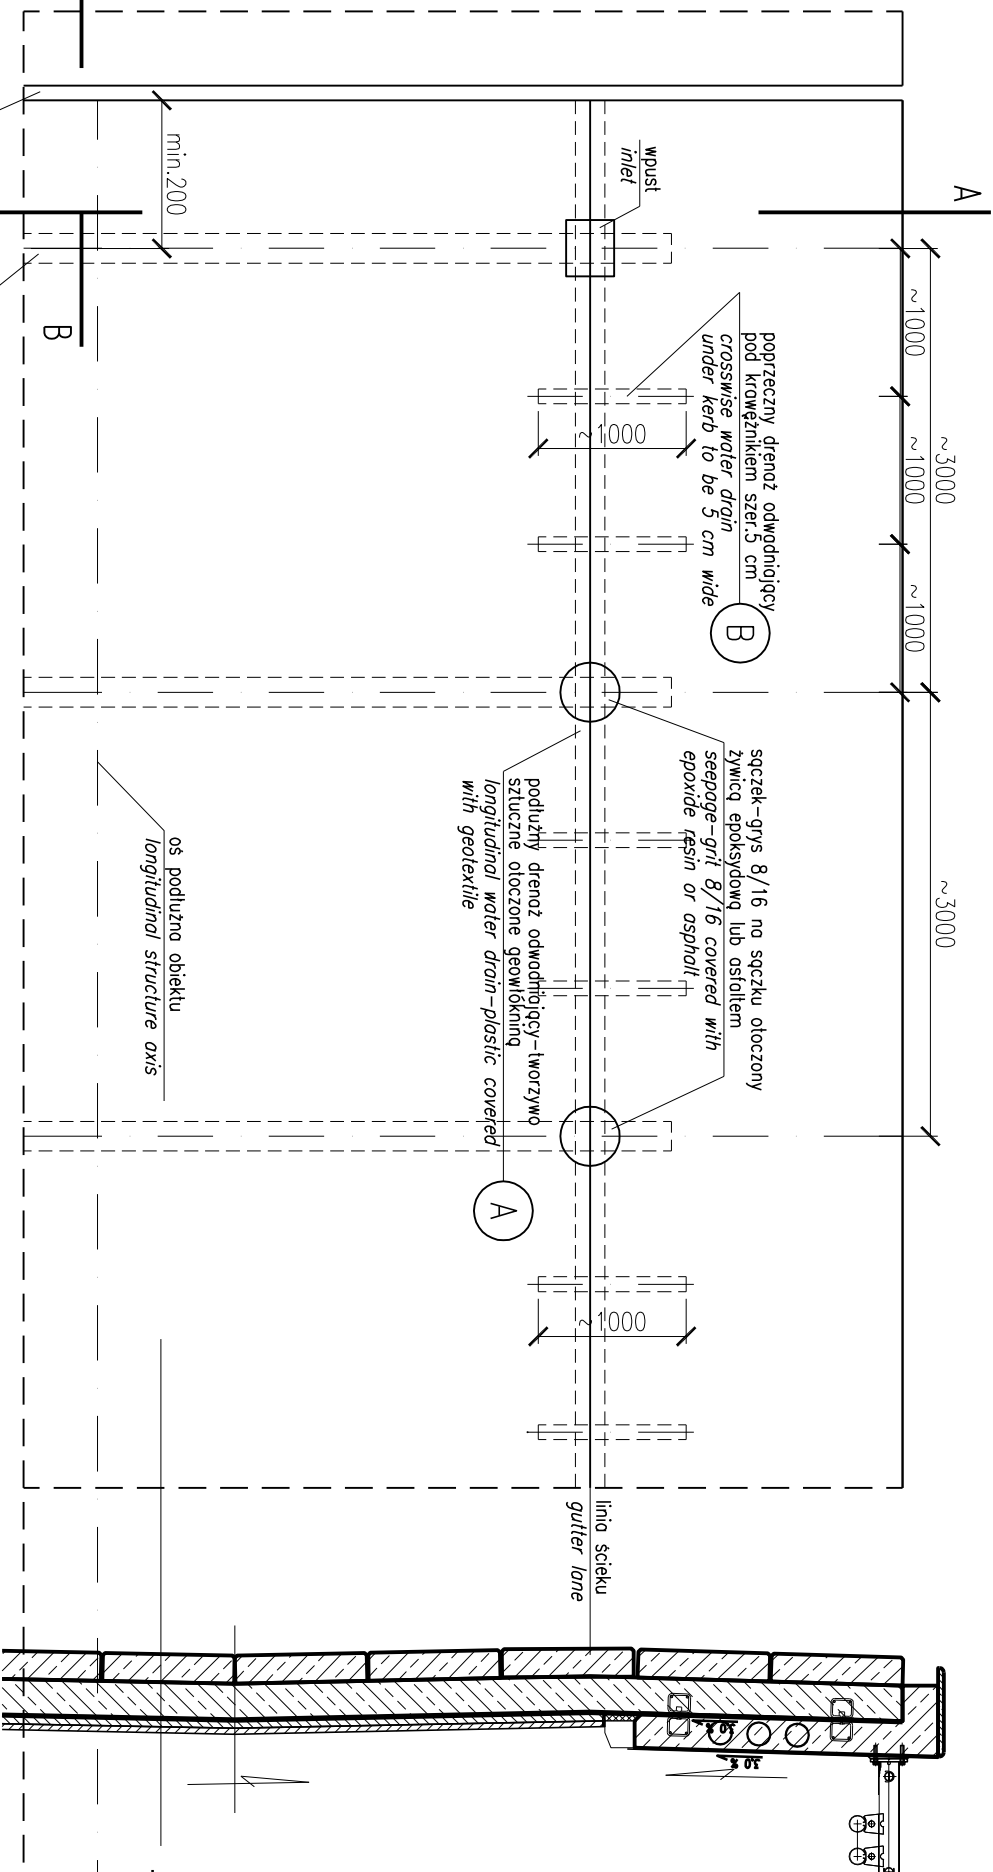 A
~3000
~3000
~1000
~1000
~1000
wpust
inlet
poprzeczny drenaż odwadniający
pod krawężnikiem szer.5 cm
crosswise water drain
under kerb to be 5 cm wide
B
sączek-grys 8/16 na sączku otoczony
żywicą epoksydową lub asfaltem
seepage-grit 8/16 covered with
epoxide resin or asphalt
~1000
~1000
podłużny drenaż odwadniający-tworzywo
sztuczne otoczone geowłókniną
longitudinal water drain-plastic covered
with geotextile
A
linia ścieku
gutter lane
min.200
oś podłużna obiektu
longitudinal structure axis
B
3,0 %